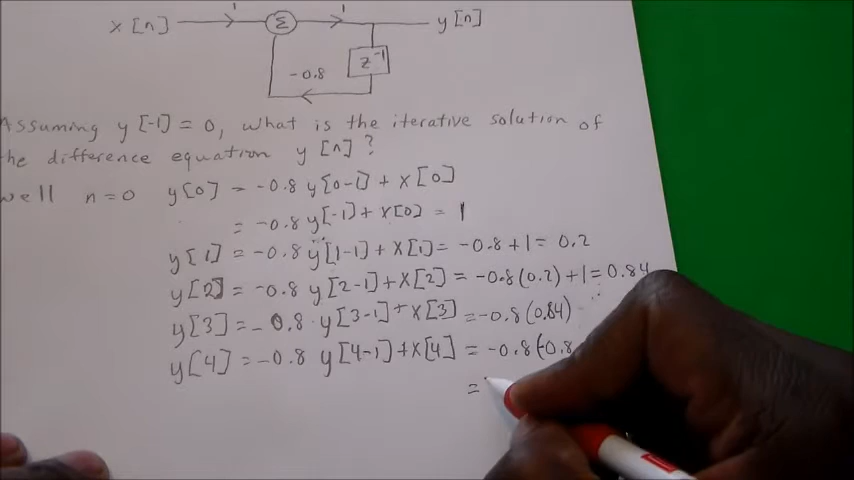 x[n] 1 Σ 1 y[n]
-0.8 z⁻¹
Assuming y[-1] = 0, what is the iterative solution of
the difference equation y[n]?
well n=0 y[0] = -0.8 y[0-1] + x[0]
= -0.8 y[-1] + x[0] = 1
y[1] = -0.8 y[1-1] + x[1] = -0.8 + 1 = 0.2
y[2] = -0.8 y[2-1] + x[2] = -0.8(0.2) + 1 = 0.84
y[3] = -0.8 y[3-1] + x[3] = -0.8(0.84)
y[4] = -0.8 y[4-1] + x[4] = -0.8(-0.8
=